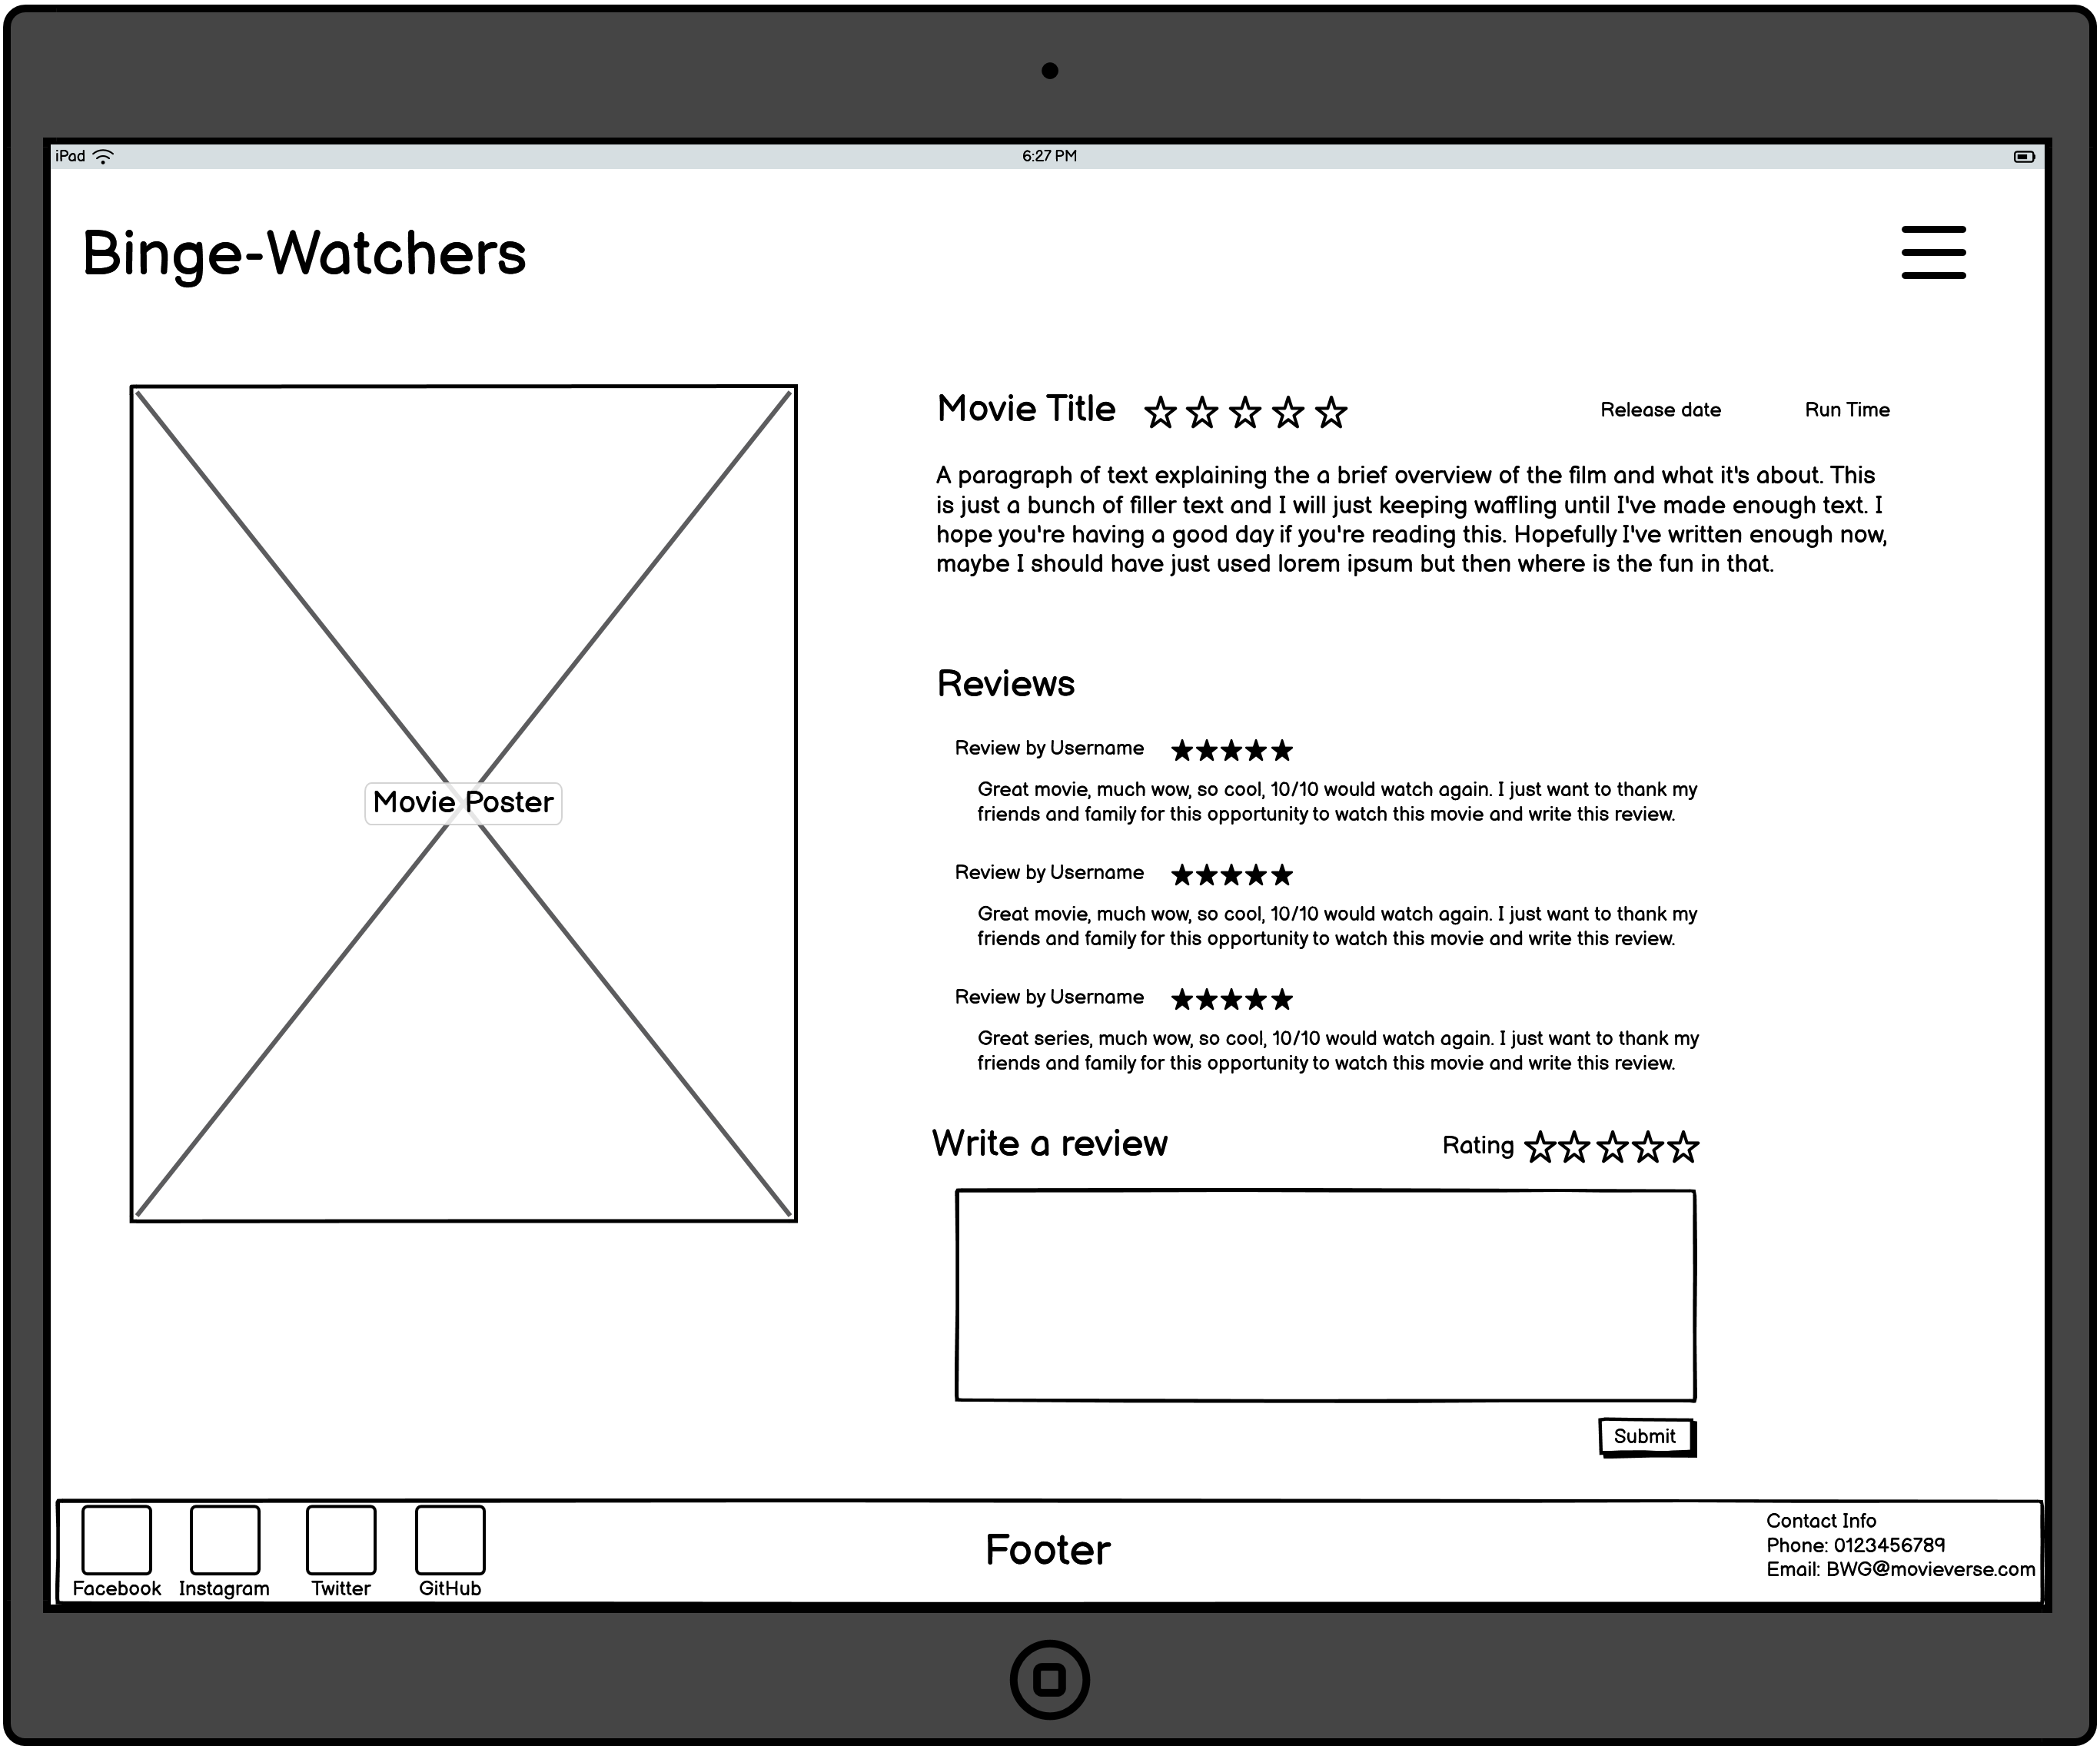 iPad
6:27 PM
Binge-Watchers
Movie Poster
Movie Title
Release date
Run Time
A paragraph of text explaining the a brief overview of the film and what it's about. This
is just a bunch of filler text and I will just keeping waffling until I've made enough text. I
hope you're having a good day if you're reading this. Hopefully I've written enough now,
maybe I should have just used lorem ipsum but then where is the fun in that.
Reviews
Review by Username
Great movie, much wow, so cool, 10/10 would watch again. I just want to thank my
friends and family for this opportunity to watch this movie and write this review.
Review by Username
Great movie, much wow, so cool, 10/10 would watch again. I just want to thank my
friends and family for this opportunity to watch this movie and write this review.
Review by Username
Great series, much wow, so cool, 10/10 would watch again. I just want to thank my
friends and family for this opportunity to watch this movie and write this review.
Write a review
Rating
Submit
Facebook
Instagram
Twitter
GitHub
Footer
Contact Info
Phone: 0123456789
Email: BWG@movieverse.com